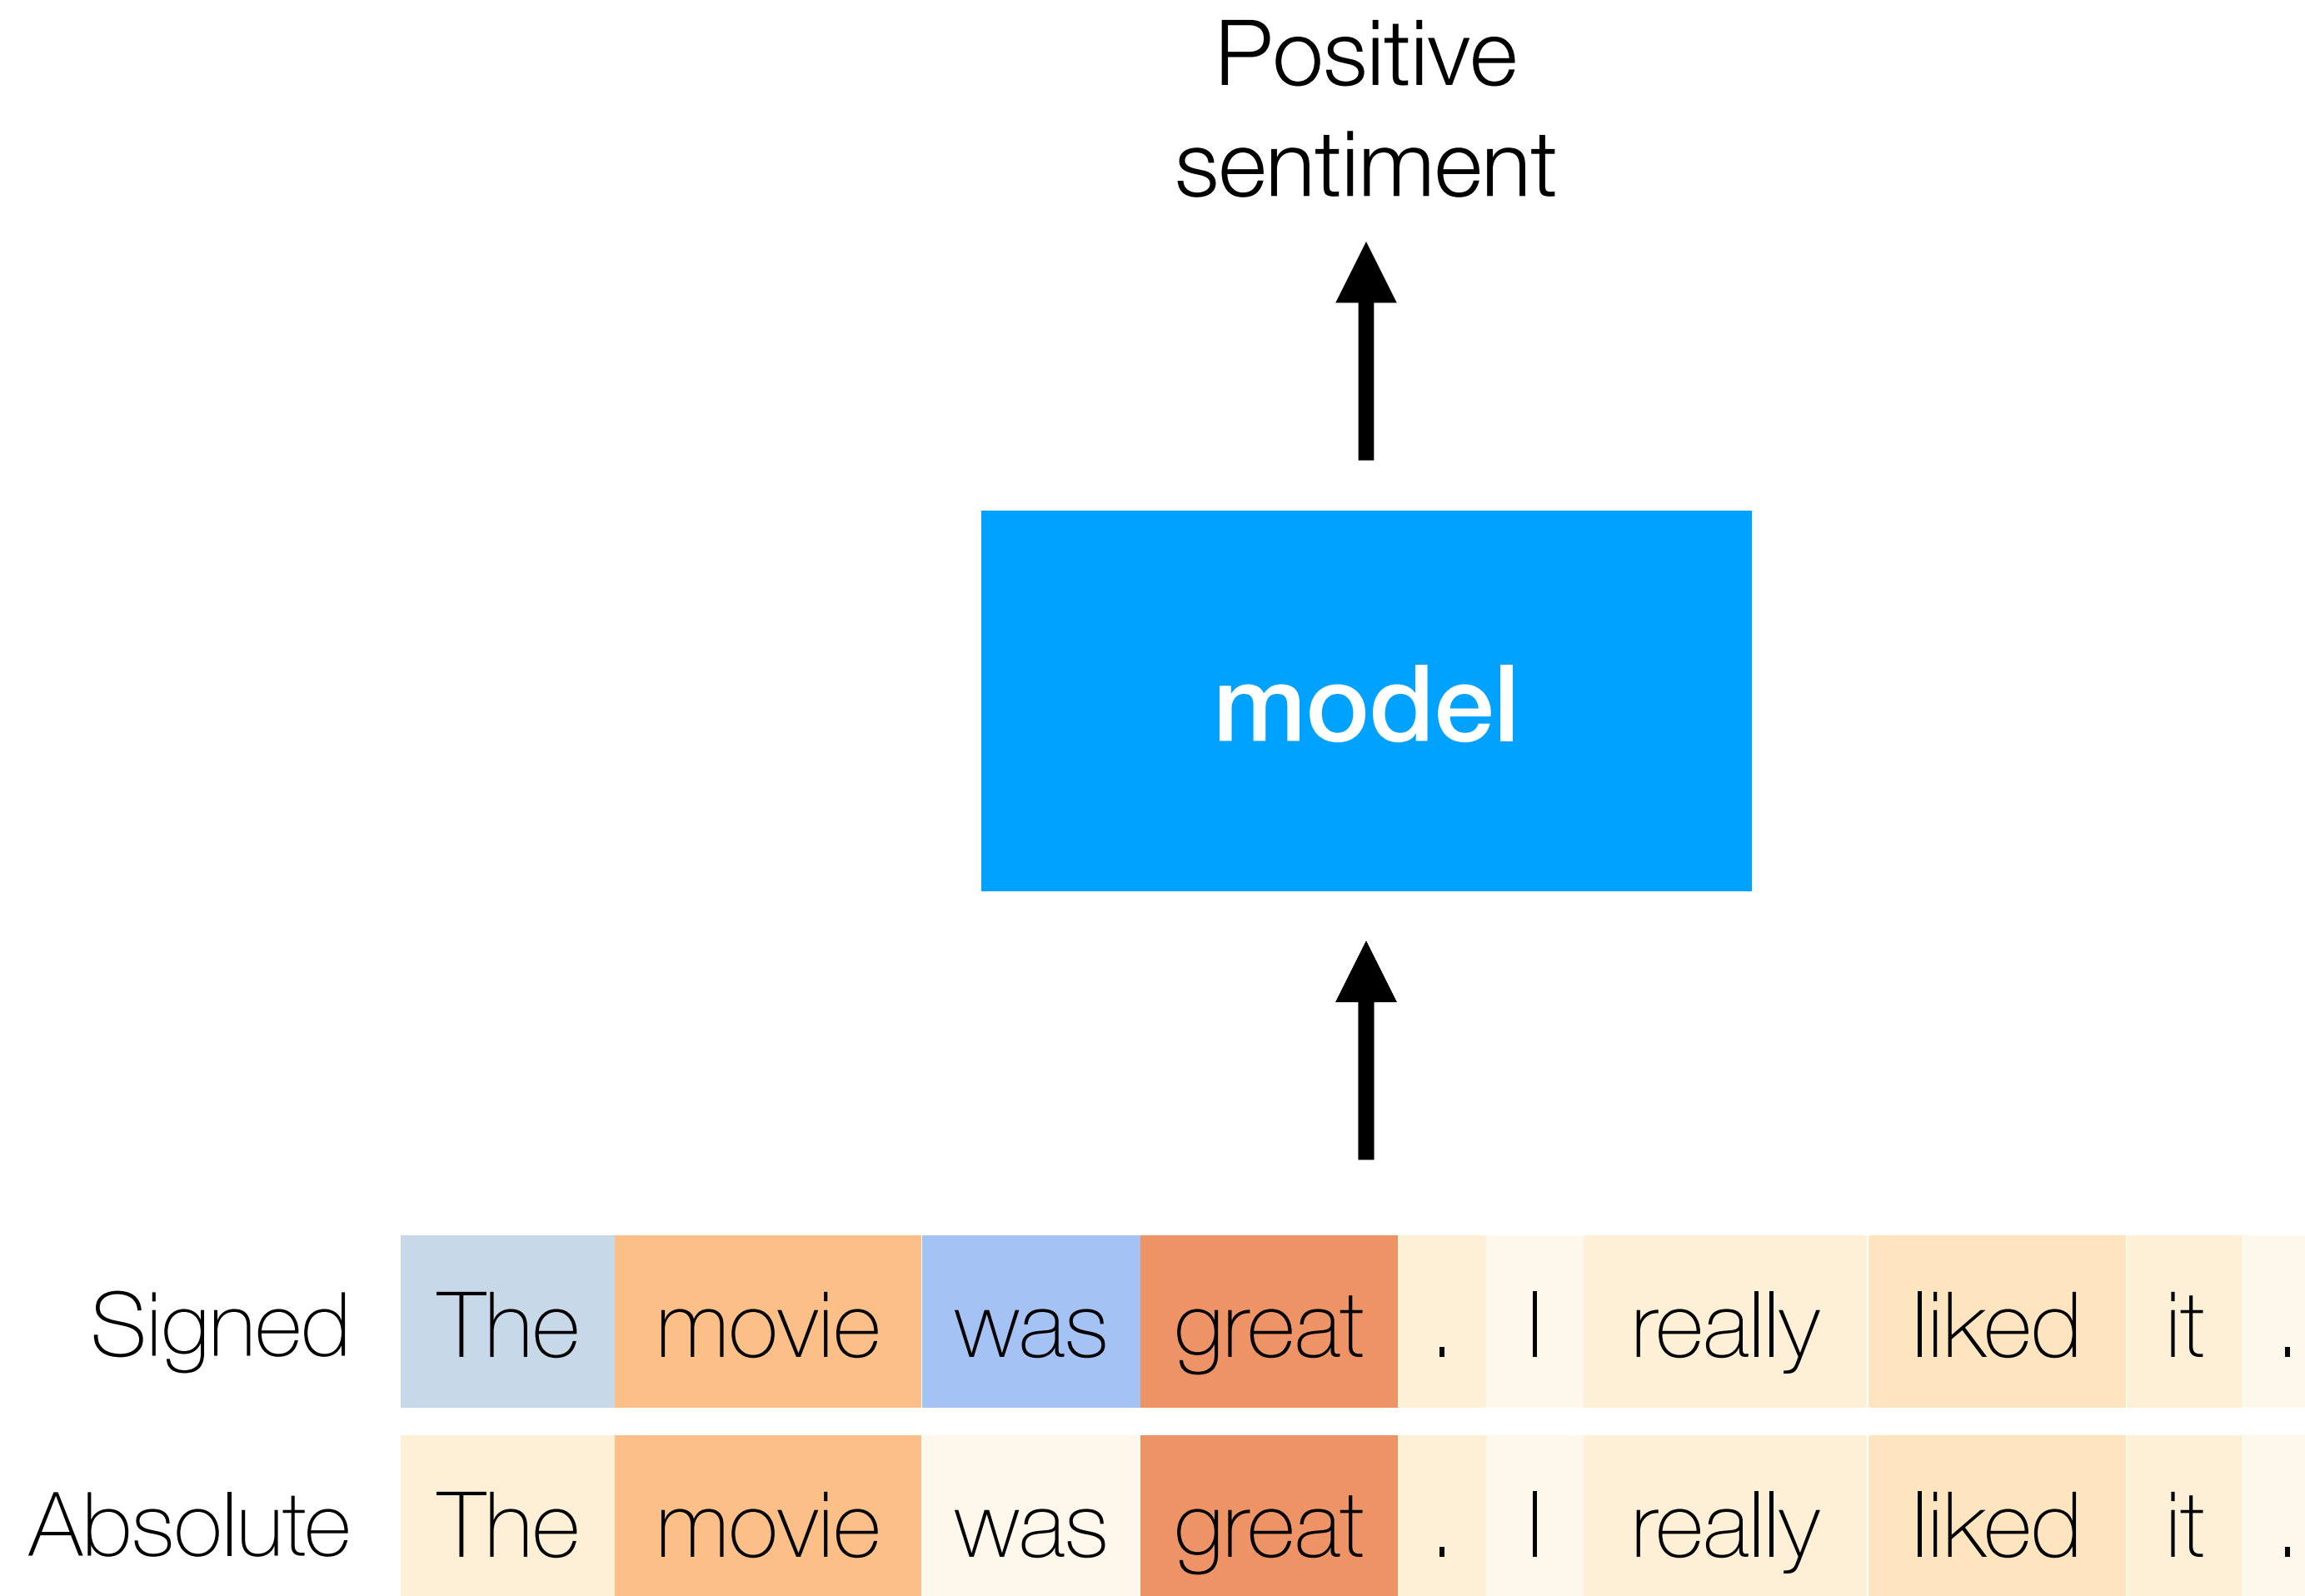 Positive
sentiment
model
Signed The movie was great . I really liked it .
Absolute The movie was great . I really liked it .